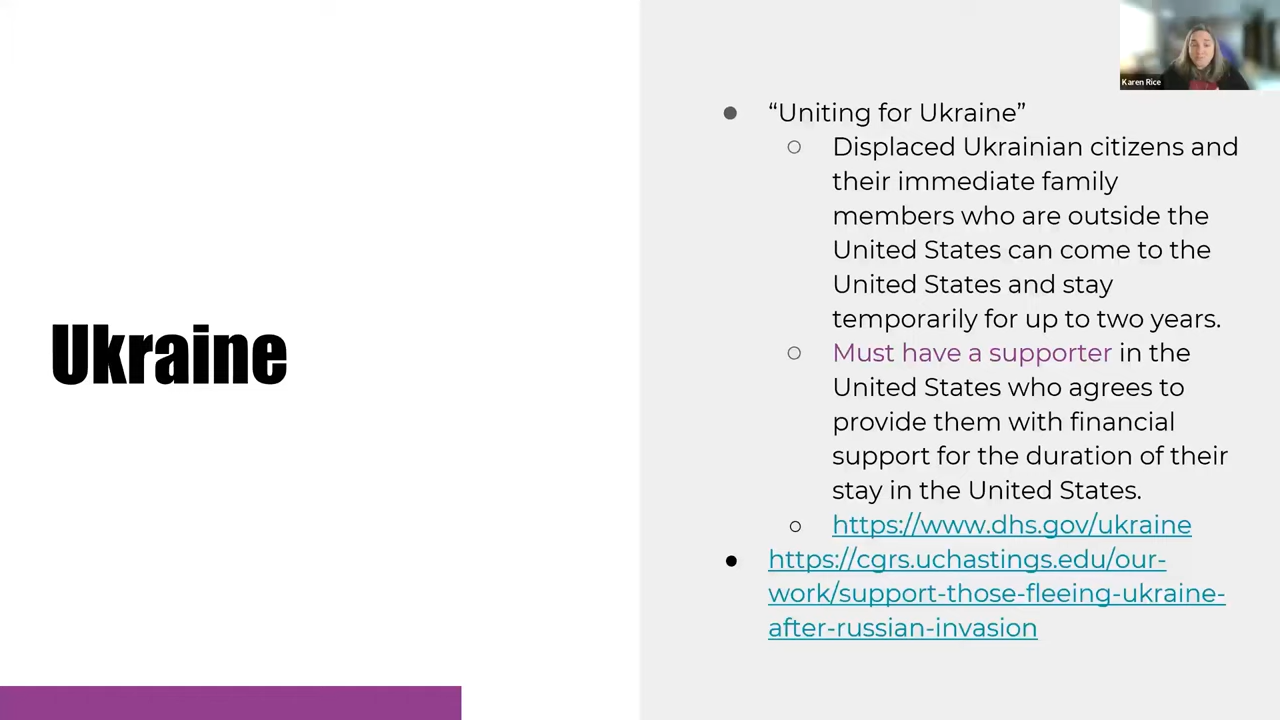 Karen Rice
Ukraine
● “Uniting for Ukraine”
○ Displaced Ukrainian citizens and
their immediate family
members who are outside the
United States can come to the
United States and stay
temporarily for up to two years.
○ Must have a supporter in the
United States who agrees to
provide them with financial
support for the duration of their
stay in the United States.
○ https://www.dhs.gov/ukraine
● https://cgrs.uchastings.edu/our-
work/support-those-fleeing-ukraine-
after-russian-invasion